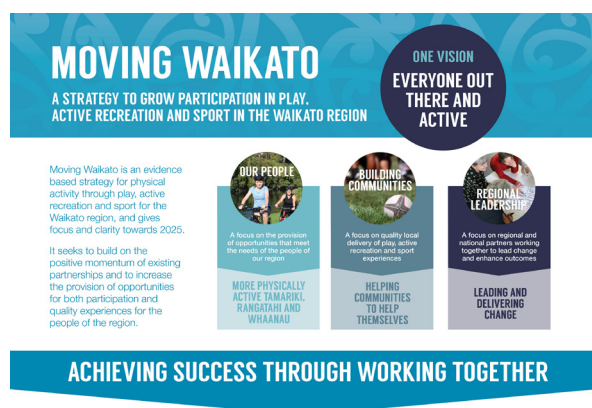 MOVING WAIKATO
A STRATEGY TO GROW PARTICIPATION IN PLAY,
ACTIVE RECREATION AND SPORT IN THE WAIKATO REGION
ONE VISION
EVERYONE OUT
THERE AND
ACTIVE
Moving Waikato is an evidence
based strategy for physical
activity through play, active
recreation and sport for the
Waikato region, and gives
focus and clarity towards 2025.
It seeks to build on the
positive momentum of existing
partnerships and to increase
the provision of opportunities
for both participation and
quality experiences for the
people of the region.
OUR PEOPLE
A focus on the provision
of opportunities that meet
the needs of the people of
our region
MORE PHYSICALLY
ACTIVE TAMARIKI,
RANGATAHI AND
WHAANAU
BUILDING
COMMUNITIES
A focus on quality local
delivery of play, active
recreation and sport
experiences
HELPING
COMMUNITIES
TO HELP
THEMSELVES
REGIONAL
LEADERSHIP
A focus on regional and
national partners working
together to lead change
and enhance outcomes
LEADING AND
DELIVERING
CHANGE
ACHIEVING SUCCESS THROUGH WORKING TOGETHER